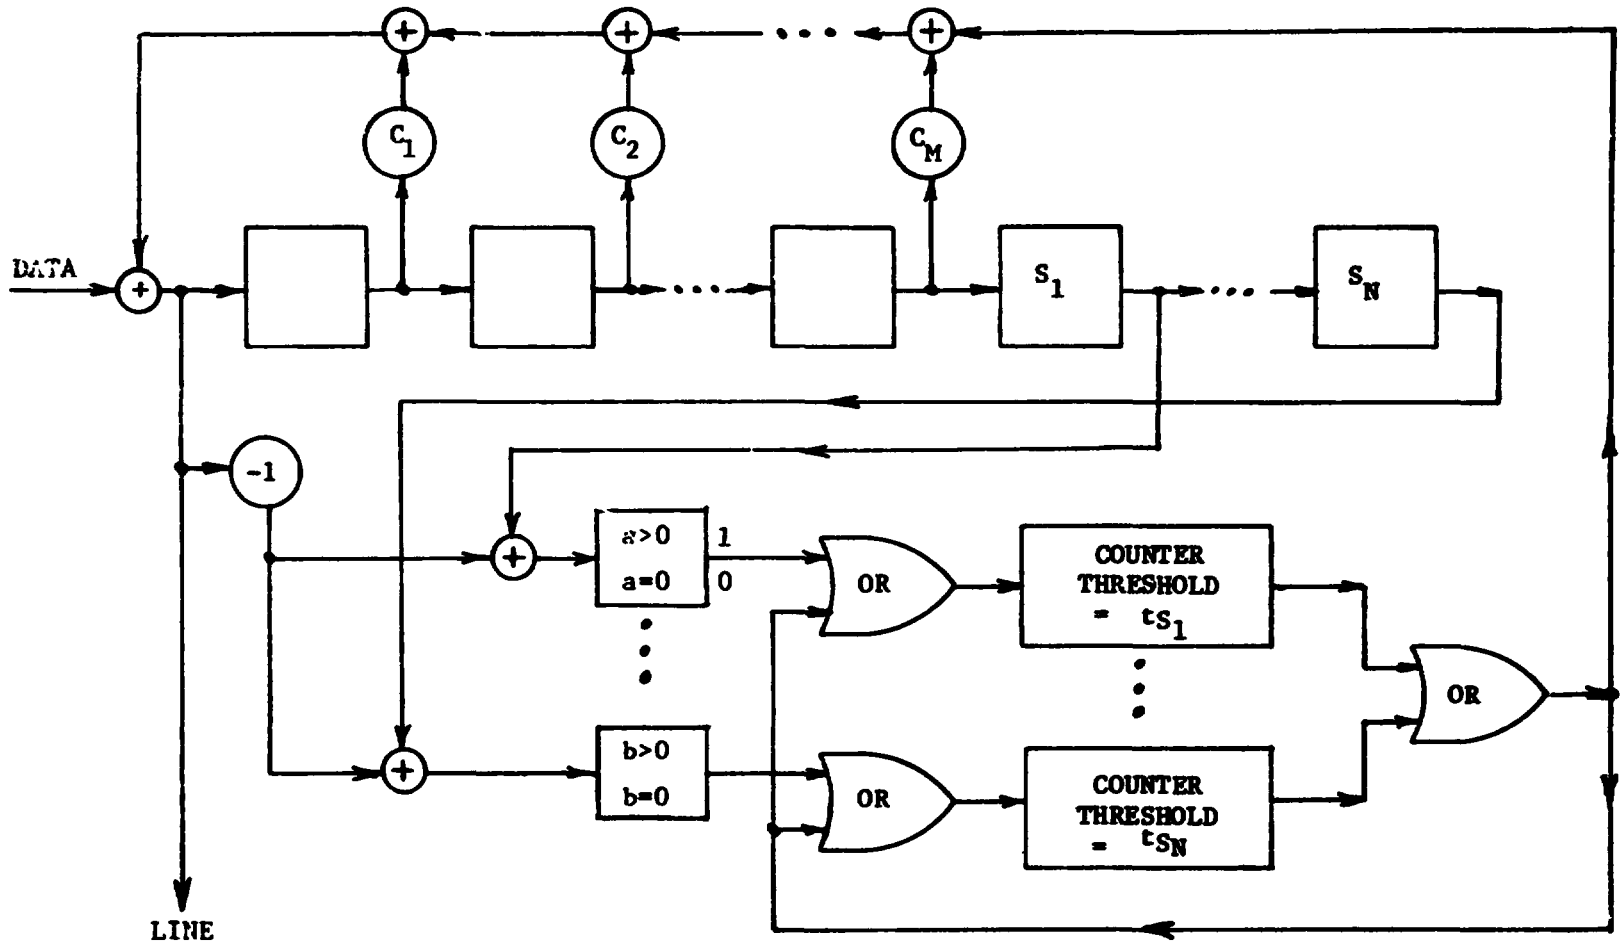 + + ... +
C1 C2 CM
DATA
+
S1 ... SN
-1
+
a>0 1
a=0 0
OR
COUNTER
THRESHOLD
= tS1
OR
+
b>0
b=0
OR
COUNTER
THRESHOLD
= tSN
LINE